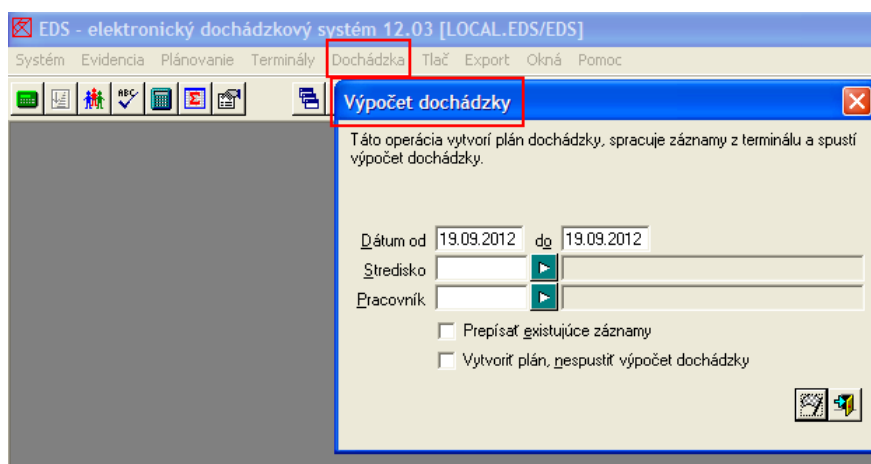 EDS - elektronický dochádzkový systém 12.03 [LOCAL.EDS/EDS]
Systém Evidencia Plánovanie Terminály Dochádzka Tlač Export Okná Pomoc
ABC
Σ
Výpočet dochádzky
Táto operácia vytvorí plán dochádzky, spracuje záznamy z terminálu a spustí
výpočet dochádzky.
Dátum od 19.09.2012 do 19.09.2012
Stredisko
Pracovník
Prepísať existujúce záznamy
Vytvoriť plán, nespustiť výpočet dochádzky